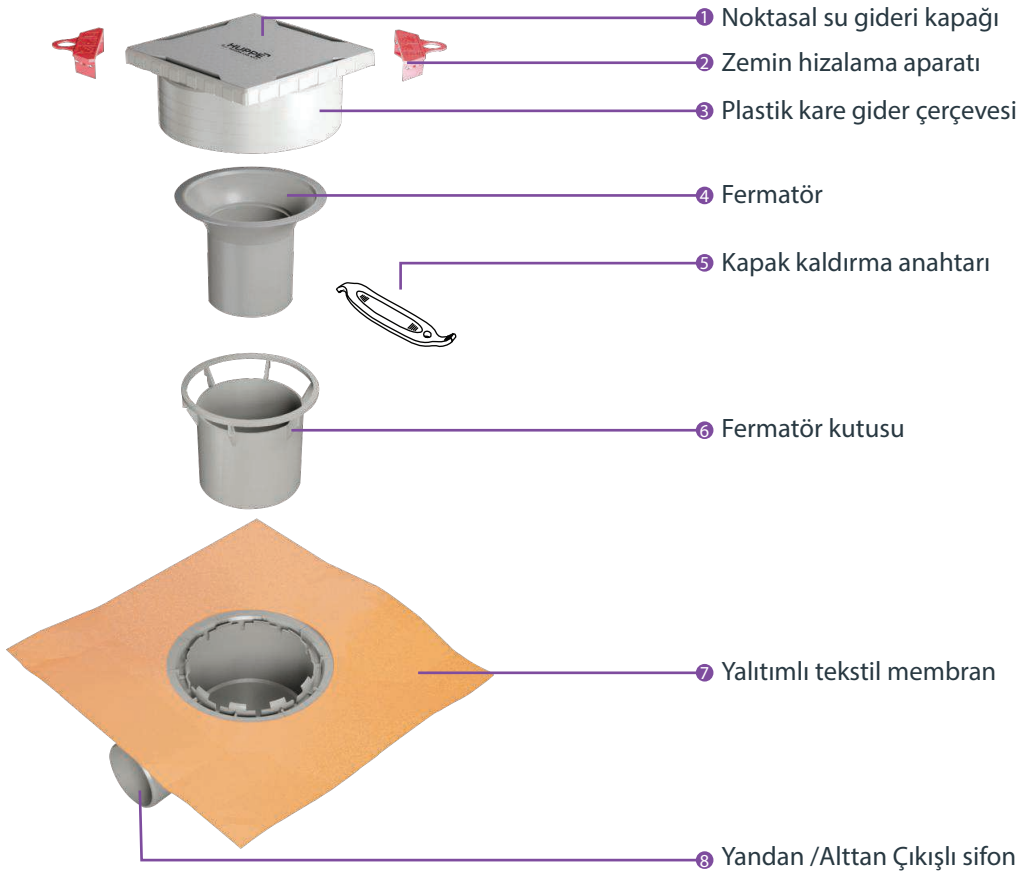 HÜPPE
1 Noktasal su gideri kapağı
2 Zemin hizalama aparatı
3 Plastik kare gider çerçevesi
4 Fermatör
5 Kapak kaldırma anahtarı
6 Fermatör kutusu
7 Yalıtımlı tekstil membran
8 Yandan /Alttan Çıkışlı sifon